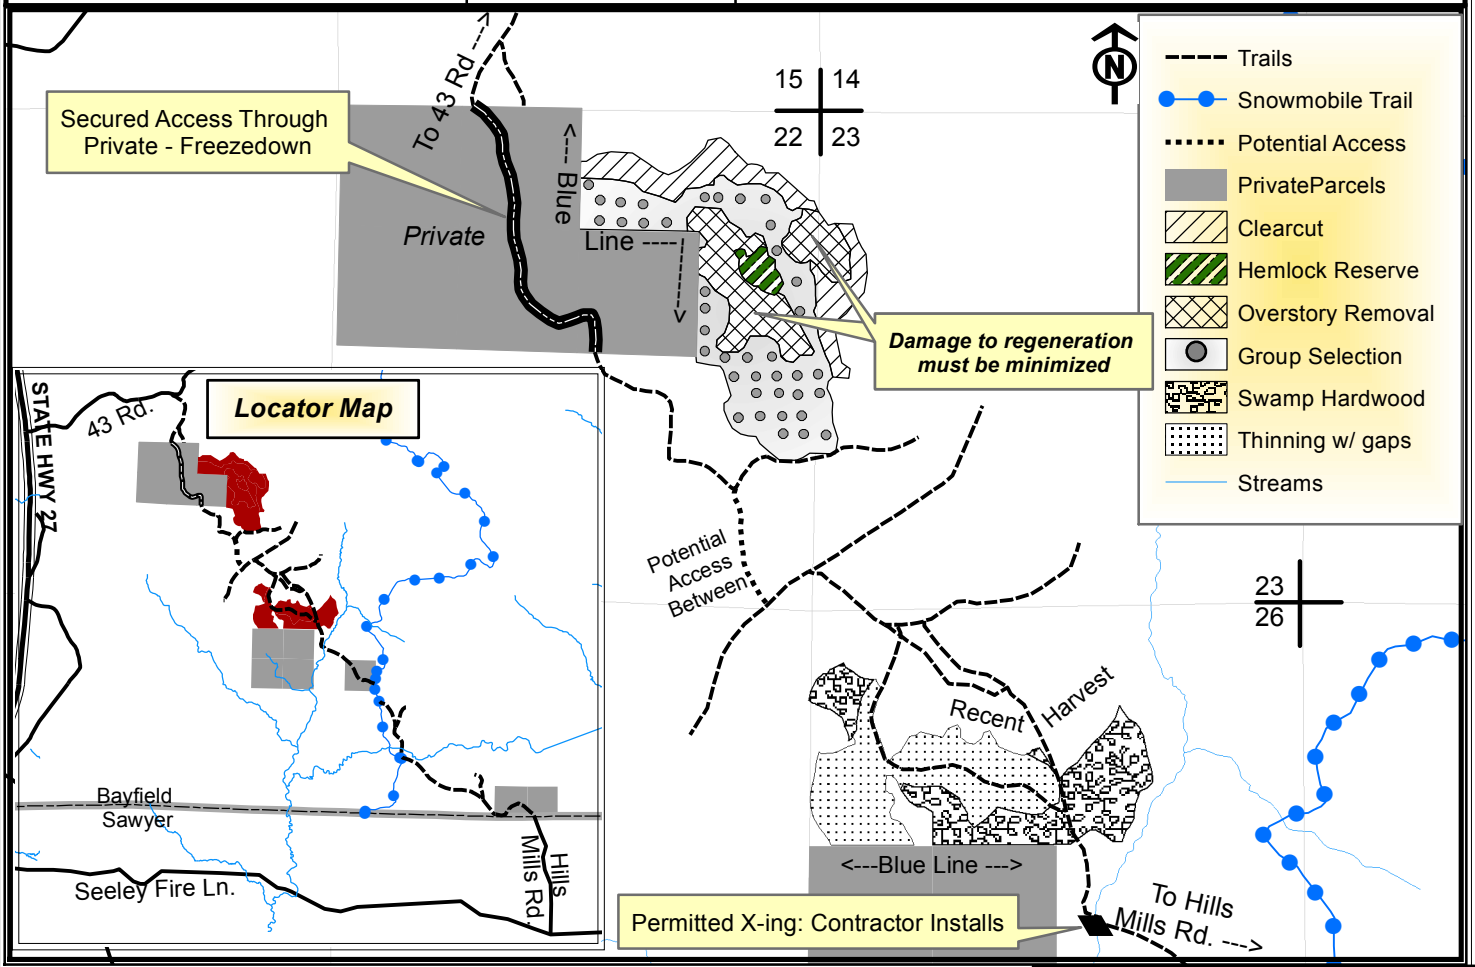 To 43 Rd --->
Secured Access Through
Private - Freezedown
15 14
22 23
N
Trails
Snowmobile Trail
Potential Access
PrivateParcels
Clearcut
Hemlock Reserve
Overstory Removal
Group Selection
Swamp Hardwood
Thinning w/ gaps
Streams
<--- Blue
Line ---->
---->
Private
Damage to regeneration
must be minimized
Locator Map
STATE HWY 27
43 Rd.
Bayfield
Sawyer
Seeley Fire Ln.
Hills
Mills Rd.
Potential
Access
Between
23
26
Recent Harvest
<---Blue Line --->
Permitted X-ing: Contractor Installs
To Hills
Mills Rd. --->